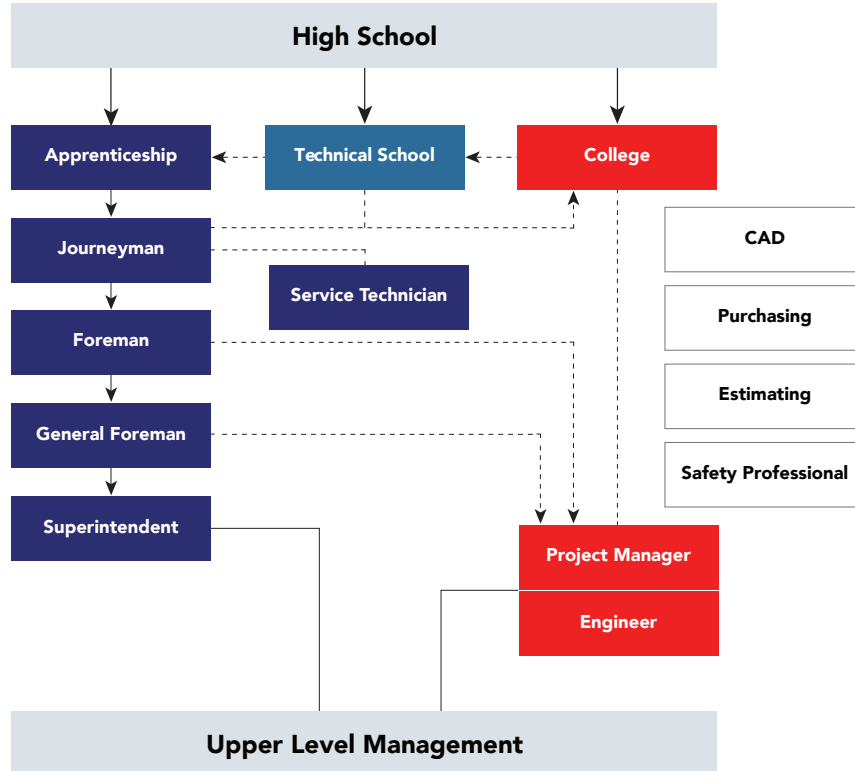 High School
Apprenticeship
Technical School
College
Journeyman
CAD
Service Technician
Purchasing
Foreman
Estimating
General Foreman
Safety Professional
Superintendent
Project Manager
Engineer
Upper Level Management